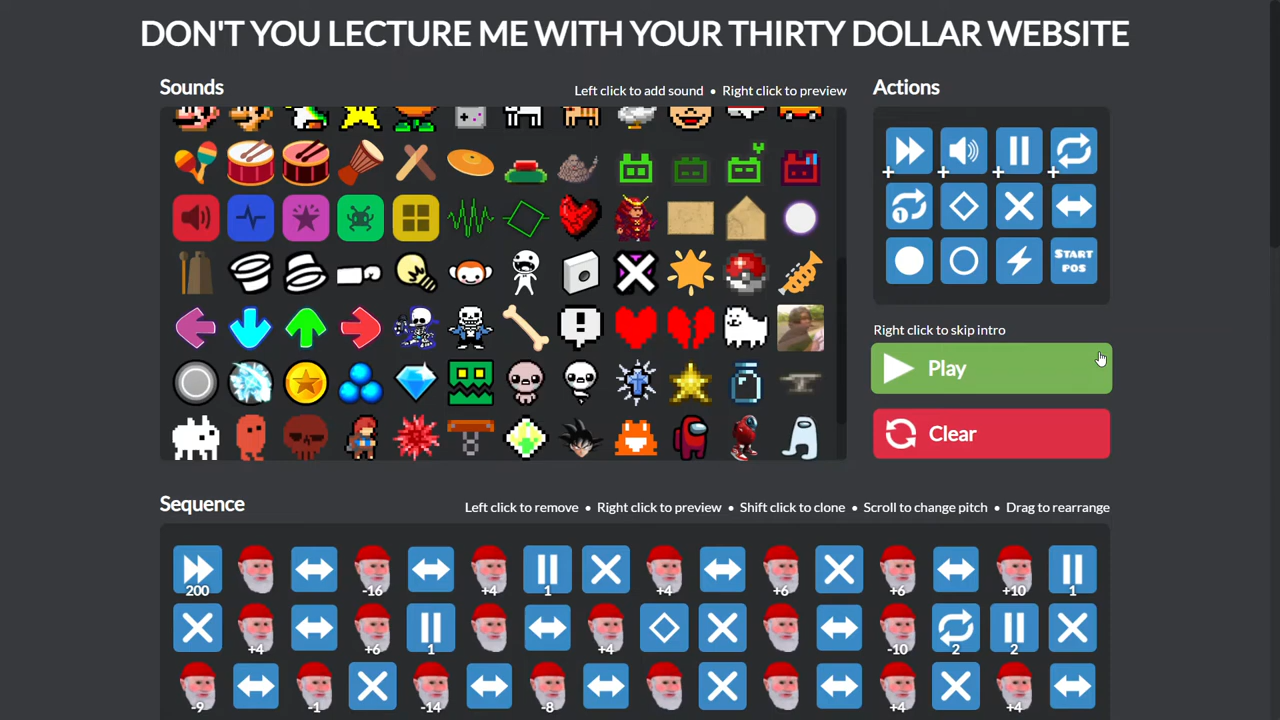 DON'T YOU LECTURE ME WITH YOUR THIRTY DOLLAR WEBSITE
Sounds
Left click to add sound • Right click to preview
Actions
+ + + +
1
START POS
Right click to skip intro
Play
Clear
Sequence
Left click to remove • Right click to preview • Shift click to clone • Scroll to change pitch • Drag to rearrange
200 -16 +4 1 +4 +6 +6 +10 1
+4 +6 1 +4 -10 2 2
-9 -1 -14 -8 +4 +4